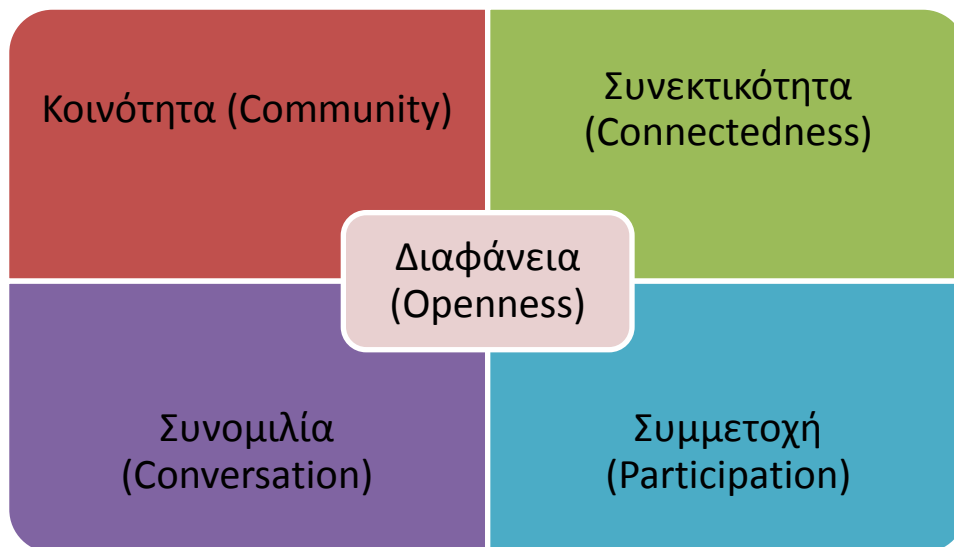 Κοινότητα (Community)
Συνεκτικότητα
(Connectedness)
Διαφάνεια
(Openness)
Συνομιλία
(Conversation)
Συμμετοχή
(Participation)